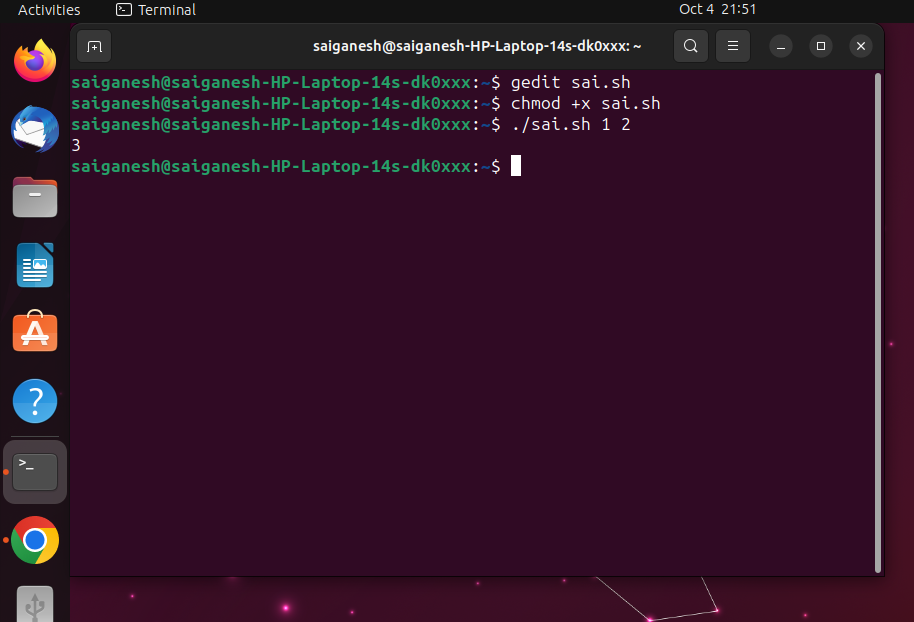 Activities Terminal Oct 4 21:51
saiganesh@saiganesh-HP-Laptop-14s-dk0xxx: ~
saiganesh@saiganesh-HP-Laptop-14s-dk0xxx:~$ gedit sai.sh
saiganesh@saiganesh-HP-Laptop-14s-dk0xxx:~$ chmod +x sai.sh
saiganesh@saiganesh-HP-Laptop-14s-dk0xxx:~$ ./sai.sh 1 2
3
saiganesh@saiganesh-HP-Laptop-14s-dk0xxx:~$